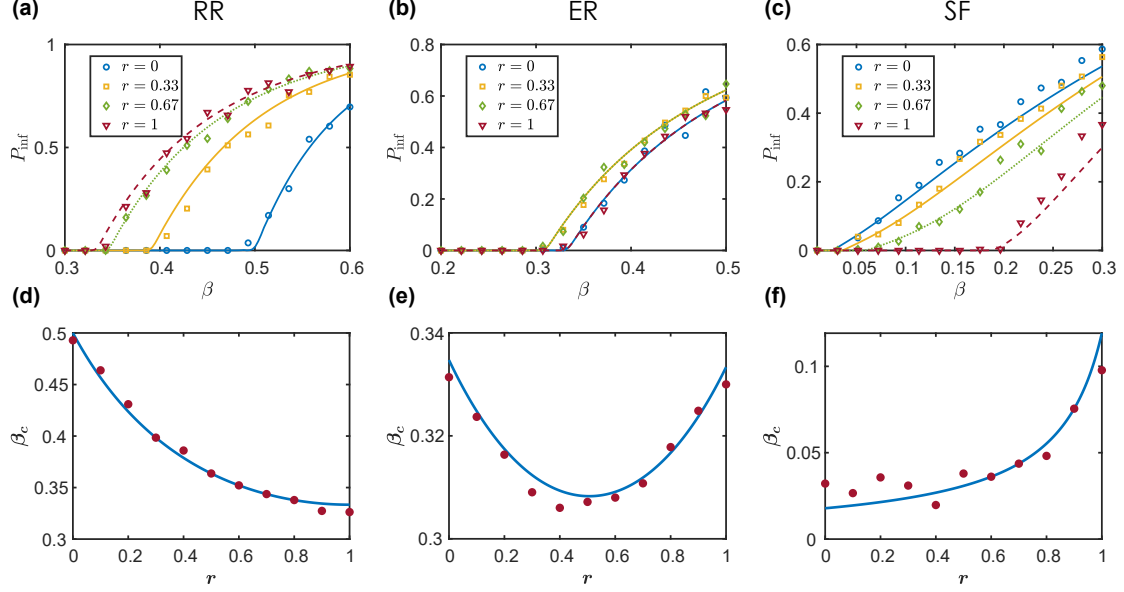 (a) RR (b) ER (c) SF
1
0.5
0
P_inf
r = 0
r = 0.33
r = 0.67
r = 1
0.3 0.4 0.5 0.6
β
0.8
0.6
0.4
0.2
0
P_inf
r = 0
r = 0.33
r = 0.67
r = 1
0.2 0.3 0.4 0.5
β
0.6
0.4
0.2
0
P_inf
r = 0
r = 0.33
r = 0.67
r = 1
0.05 0.1 0.15 0.2 0.25 0.3
β
(d) (e) (f)
0.5
0.45
0.4
0.35
0.3
β_c
0 0.2 0.4 0.6 0.8 1
r
0.34
0.32
0.3
β_c
0 0.2 0.4 0.6 0.8 1
r
0.1
0.05
0
β_c
0 0.2 0.4 0.6 0.8 1
r